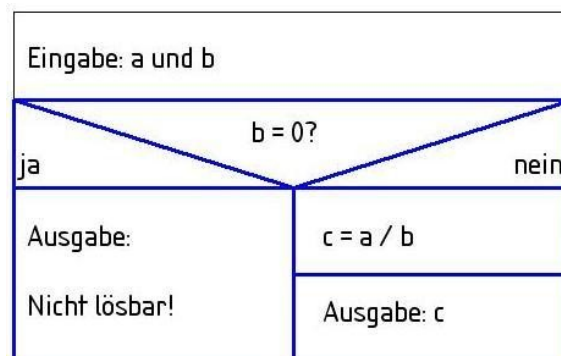 Eingabe: a und b
b = 0?
ja
nein
Ausgabe:
Nicht lösbar!
c = a / b
Ausgabe: c